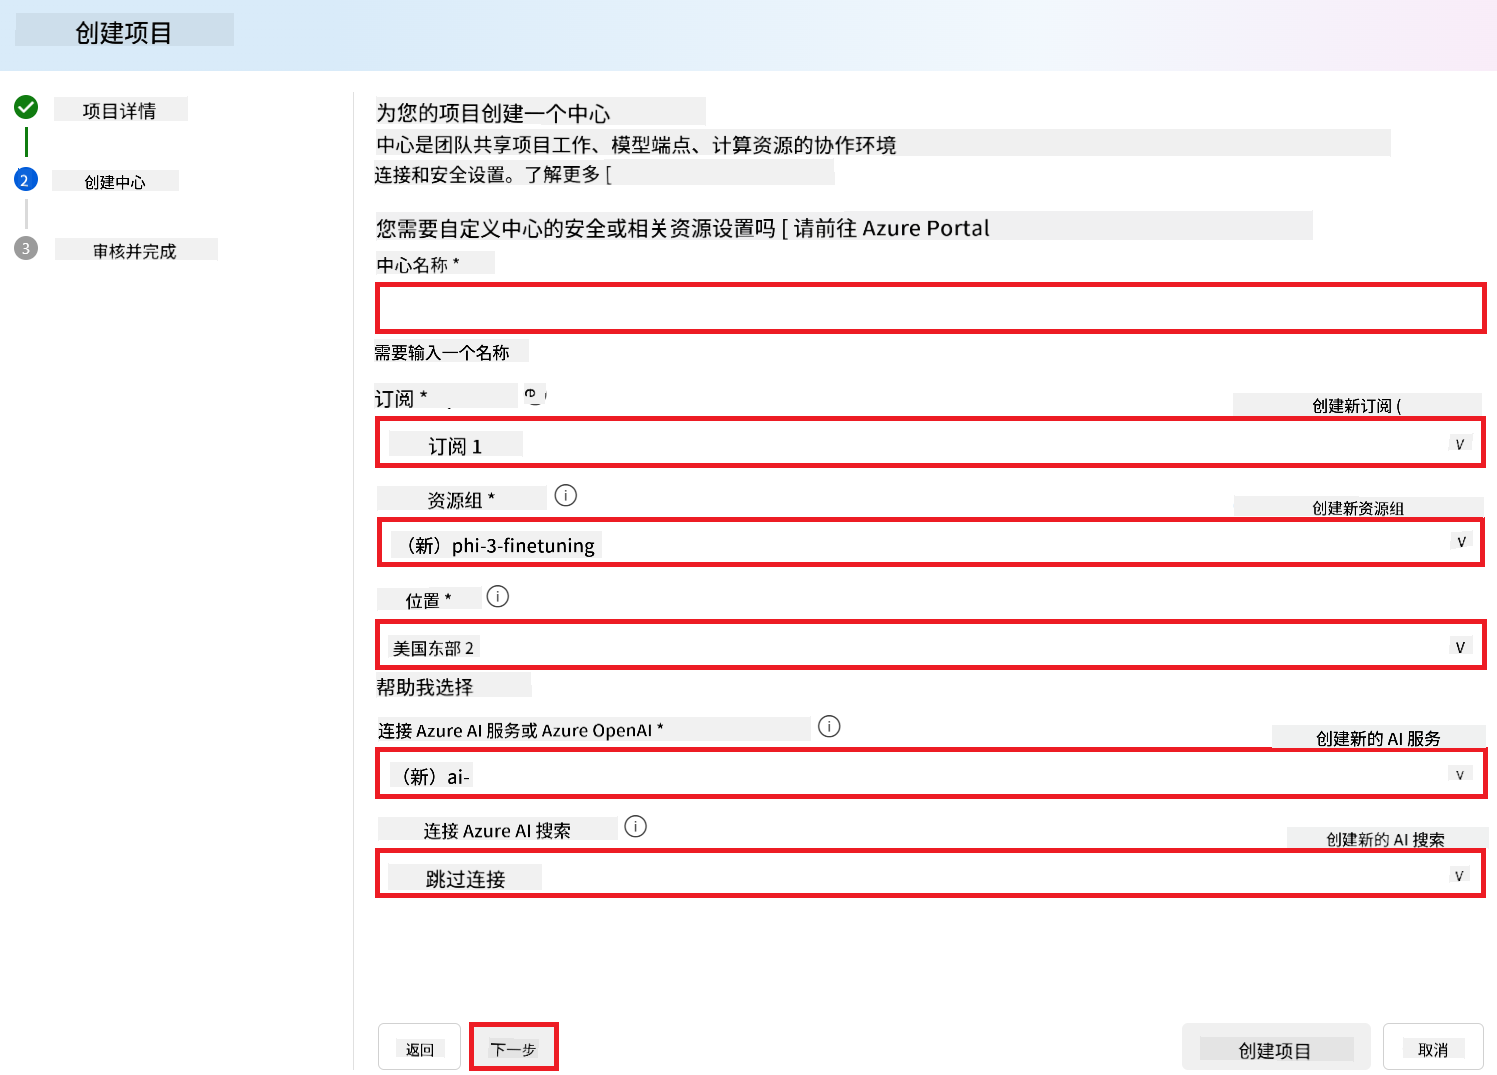 创建项目
项目详情
2
创建中心
3
审核并完成
为您的项目创建一个中心
中心是团队共享项目工作、模型端点、计算资源的协作环境
连接和安全设置。了解更多 [
您需要自定义中心的安全或相关资源设置吗 [ 请前往 Azure Portal
中心名称 *
需要输入一个名称
订阅 *
创建新订阅 (
订阅 1
资源组 *
创建新资源组
（新）phi-3-finetuning
位置 *
美国东部 2
帮助我选择
连接 Azure AI 服务或 Azure OpenAI *
创建新的 AI 服务
（新）ai-
连接 Azure AI 搜索
创建新的 AI 搜索
跳过连接
返回
下一步
创建项目
取消